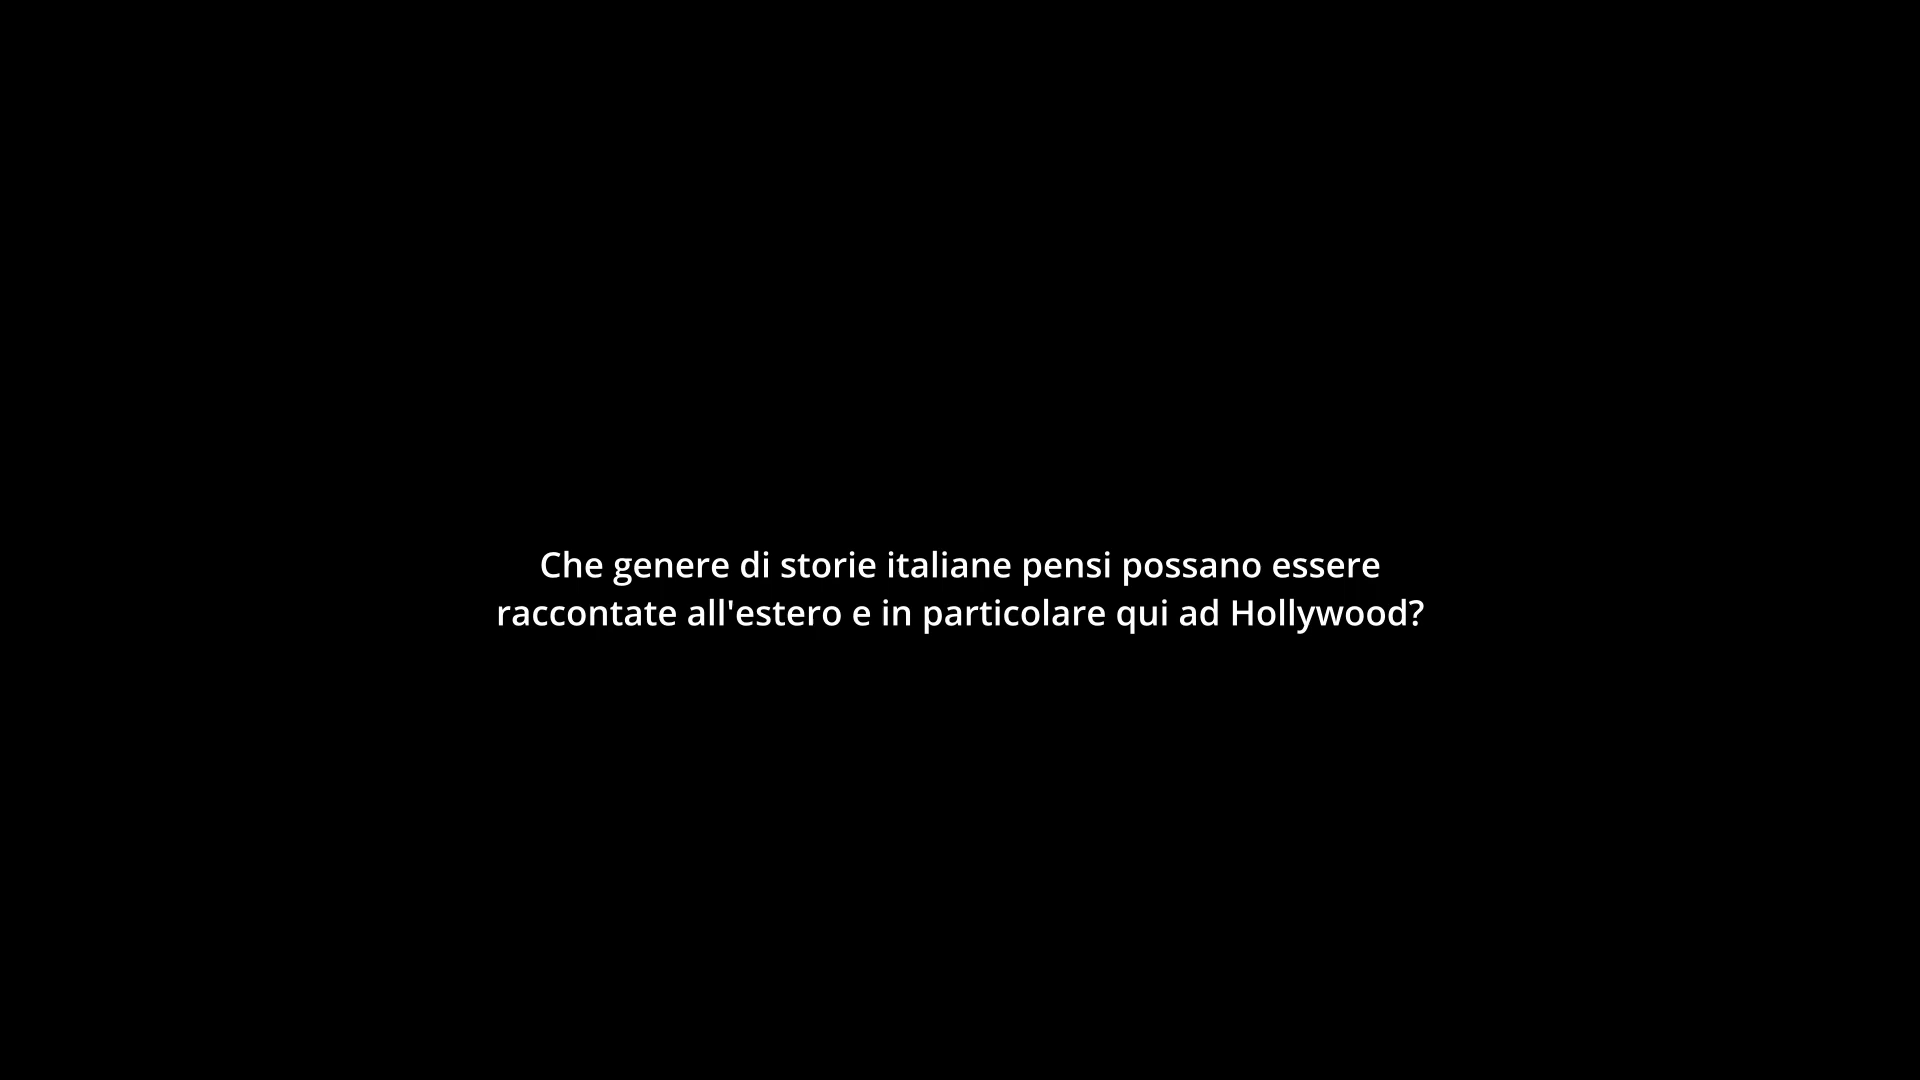 Che genere di storie italiane pensi possano essere
raccontate all'estero e in particolare qui ad Hollywood?